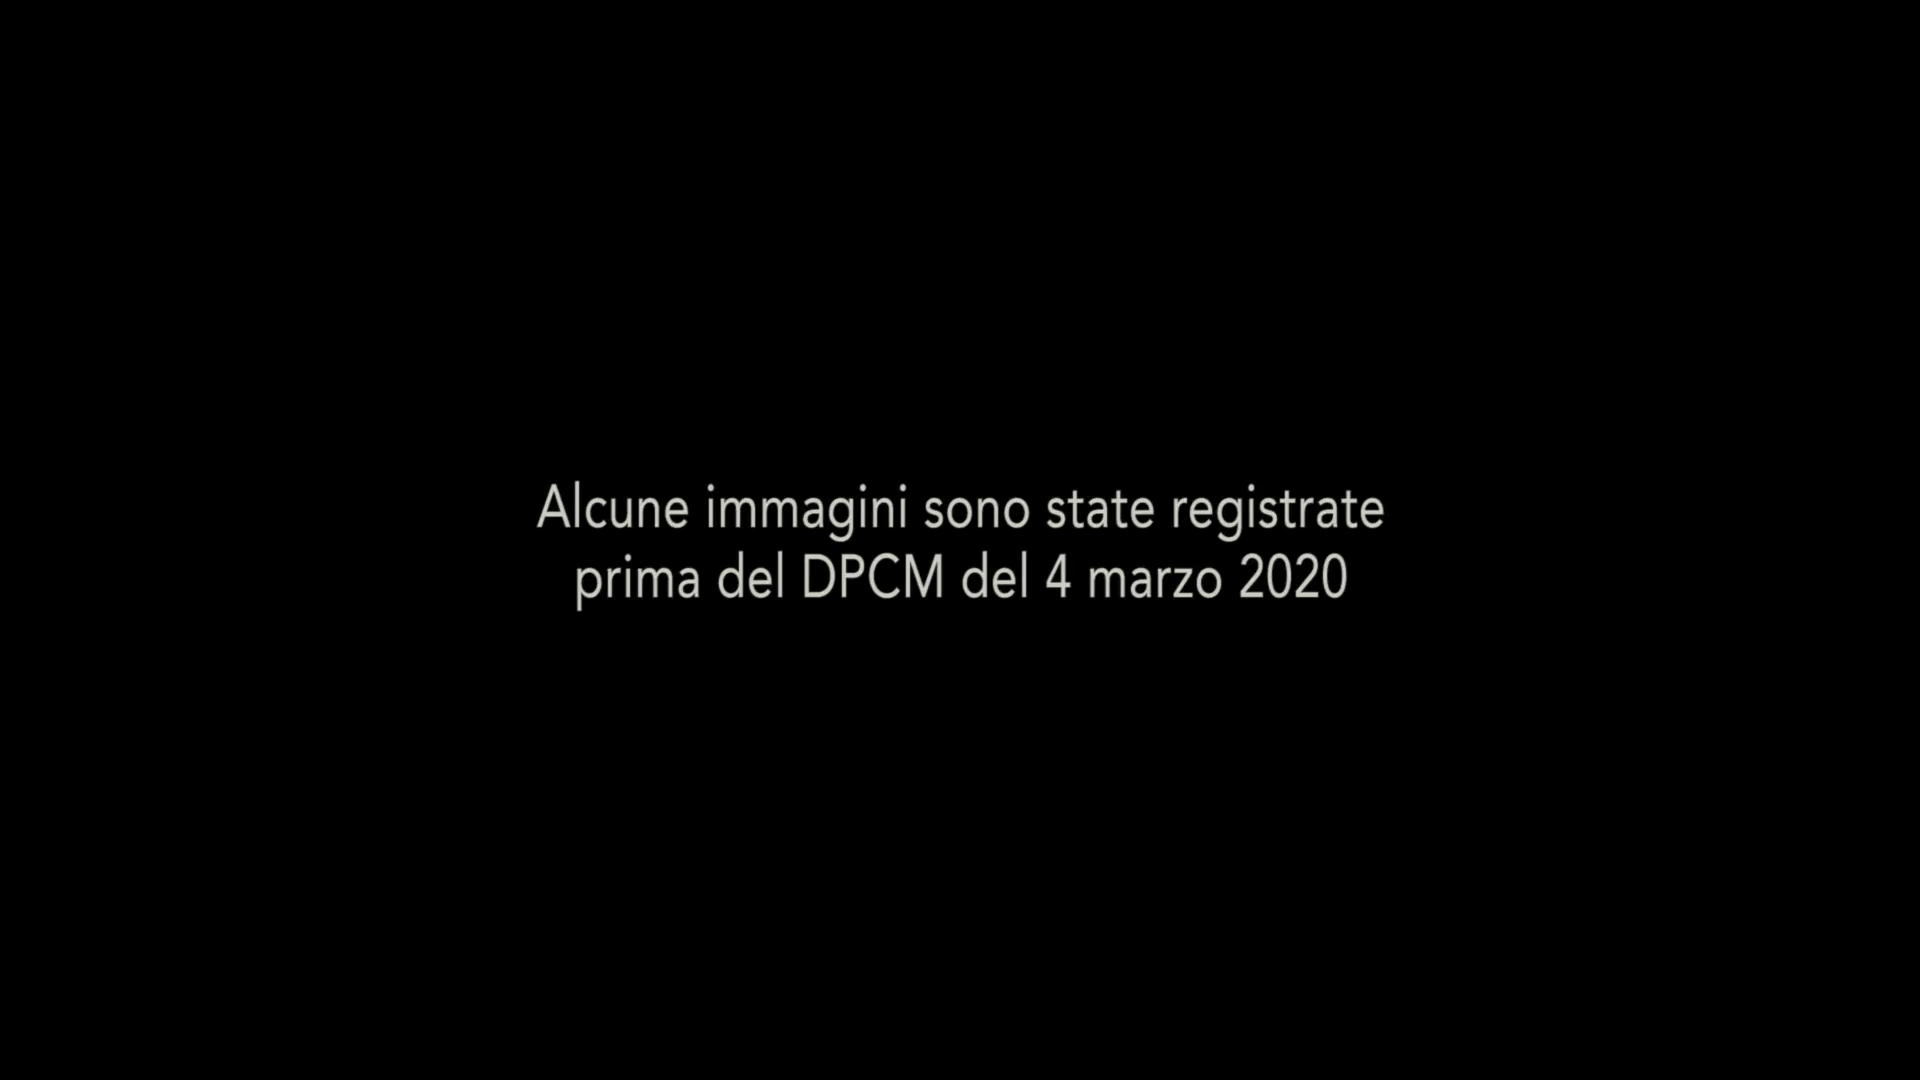 Alcune immagini sono state registrate
prima del DPCM del 4 marzo 2020